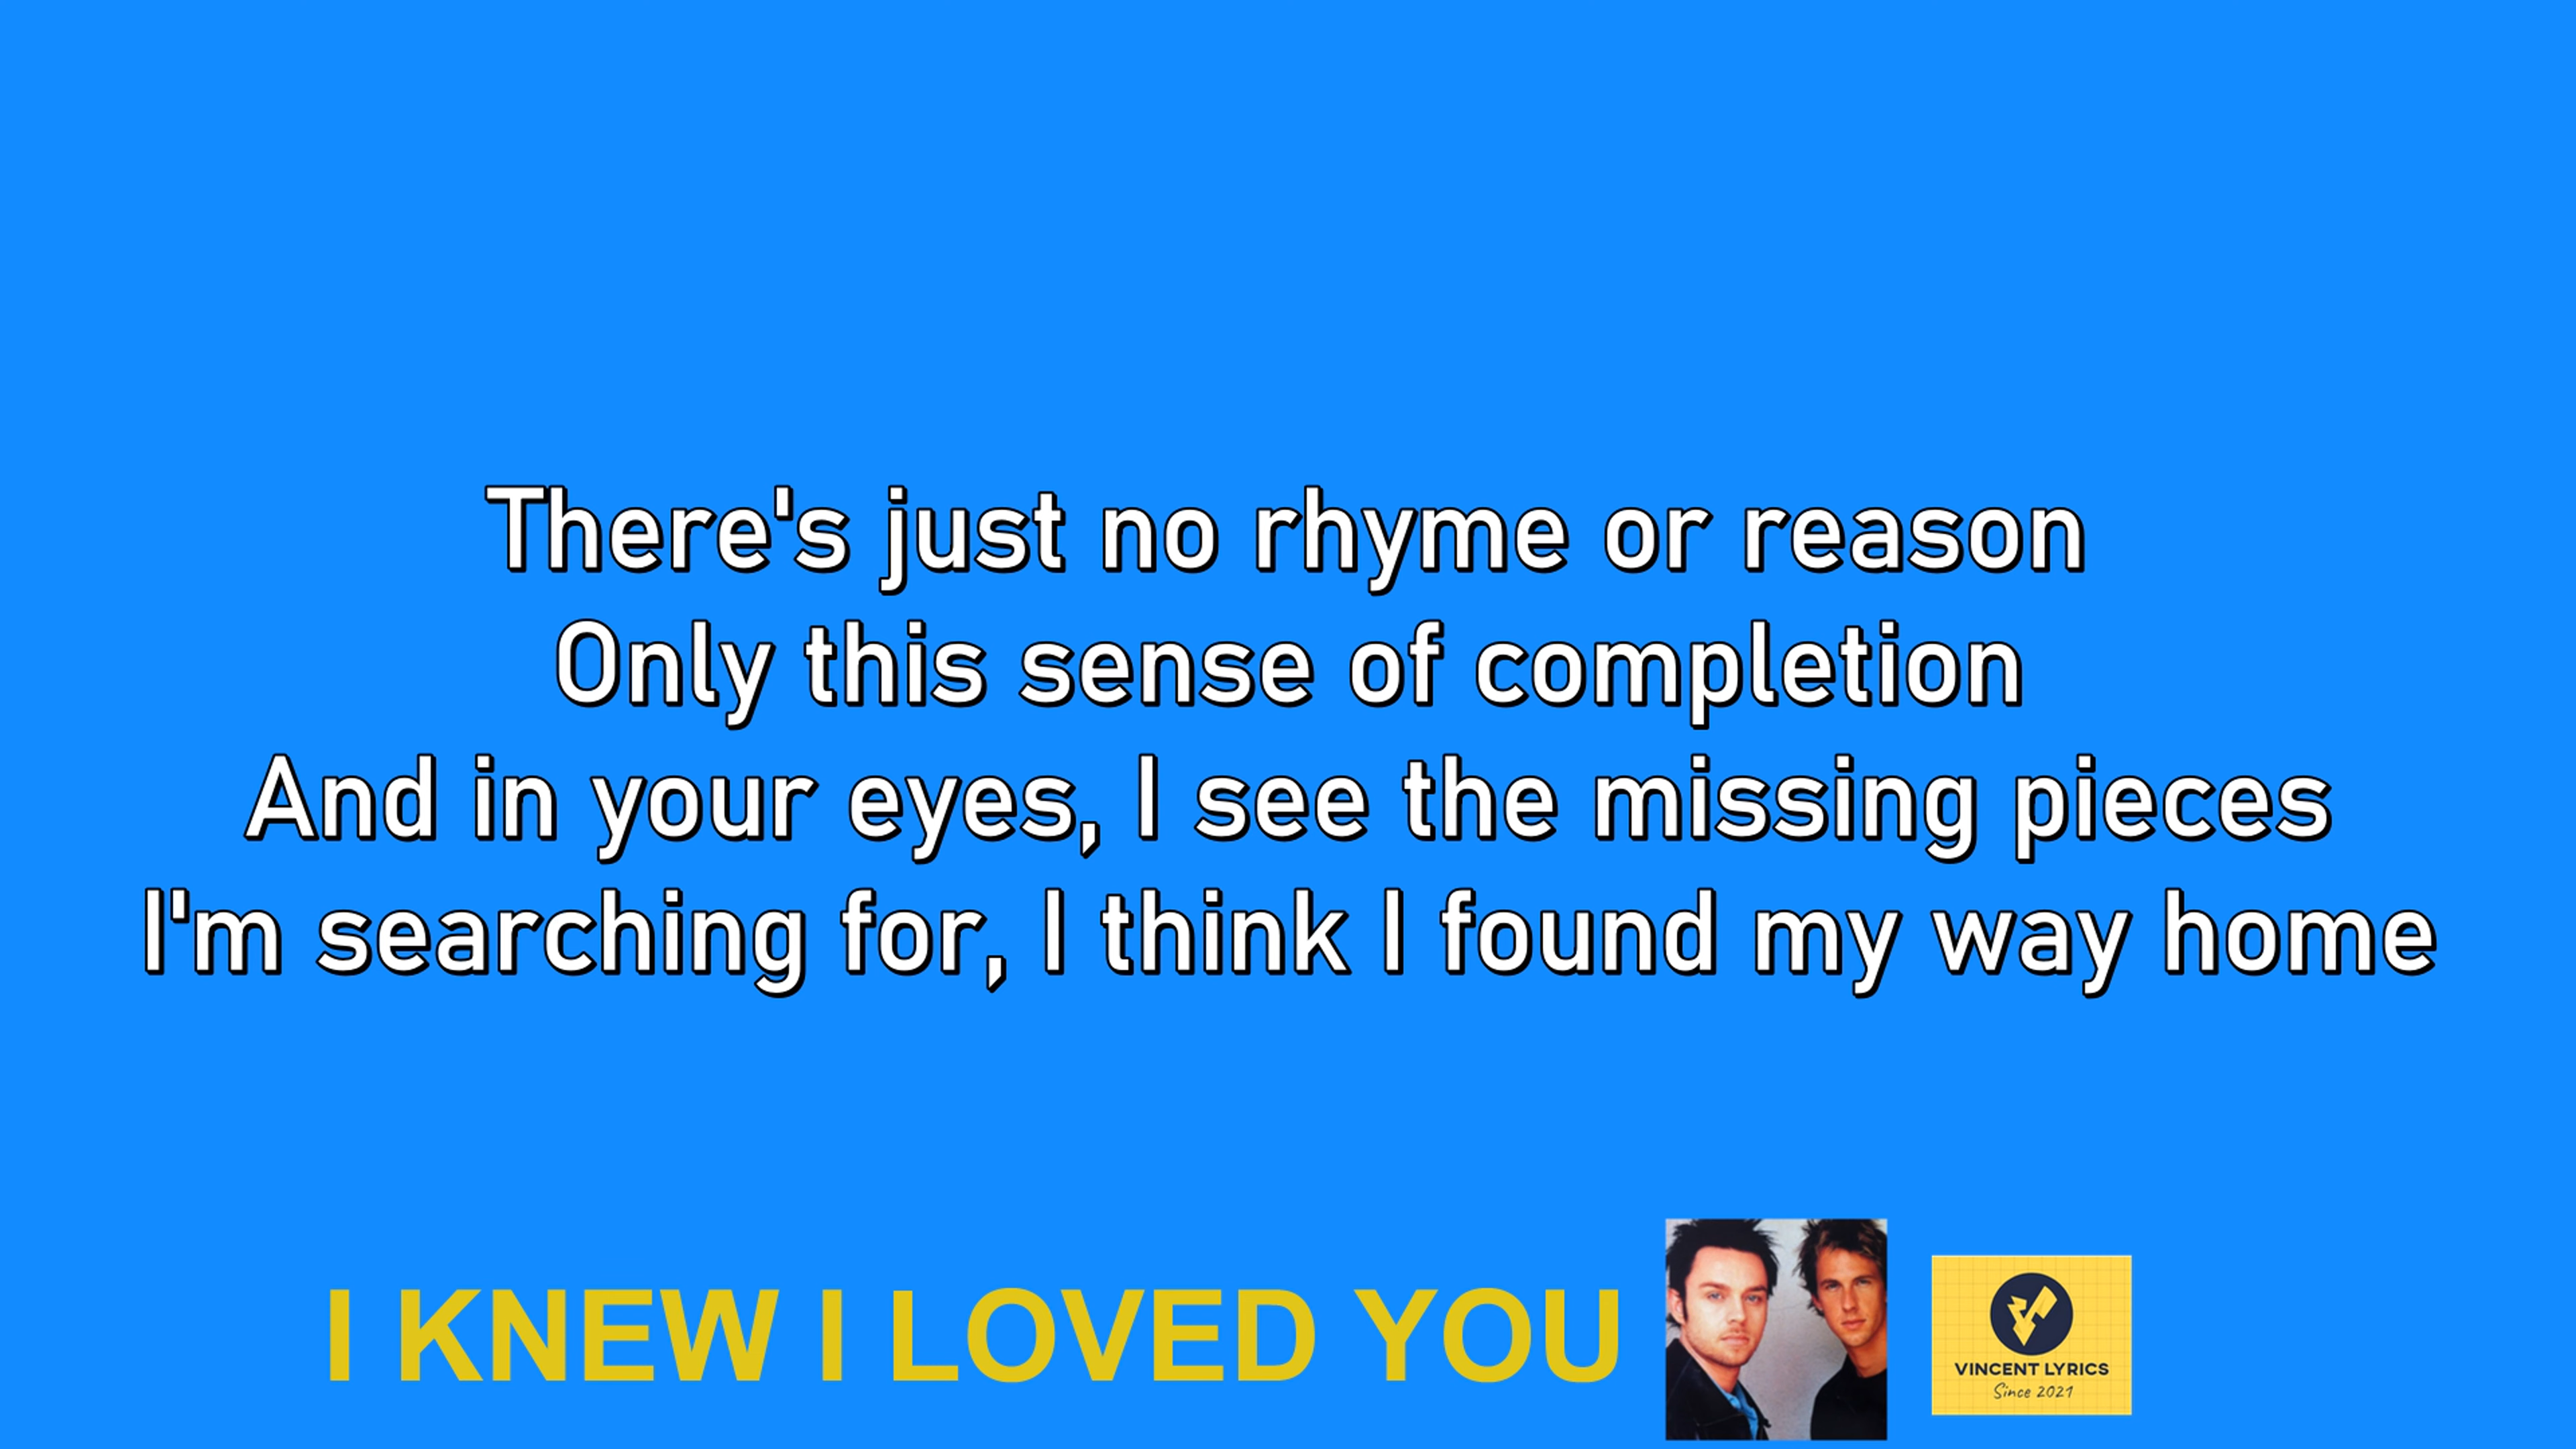 There's just no rhyme or reason
Only this sense of completion
And in your eyes, I see the missing pieces
I'm searching for, I think I found my way home
I KNEW I LOVED YOU
VINCENT LYRICS
Since 2021